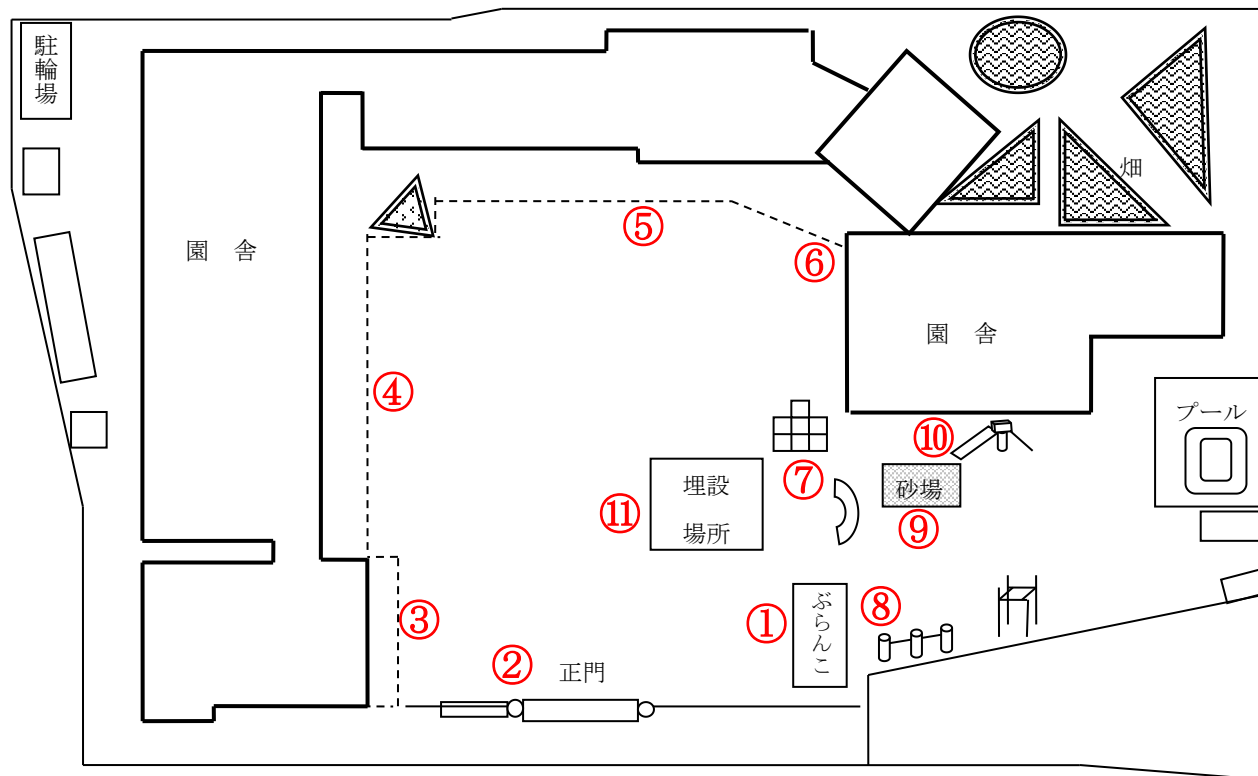 駐輪場
園 舎
畑
園 舎
プール
埋設
場所
砂場
ぶらんこ
正門
①
②
③
④
⑤
⑥
⑦
⑧
⑨
⑩
⑪